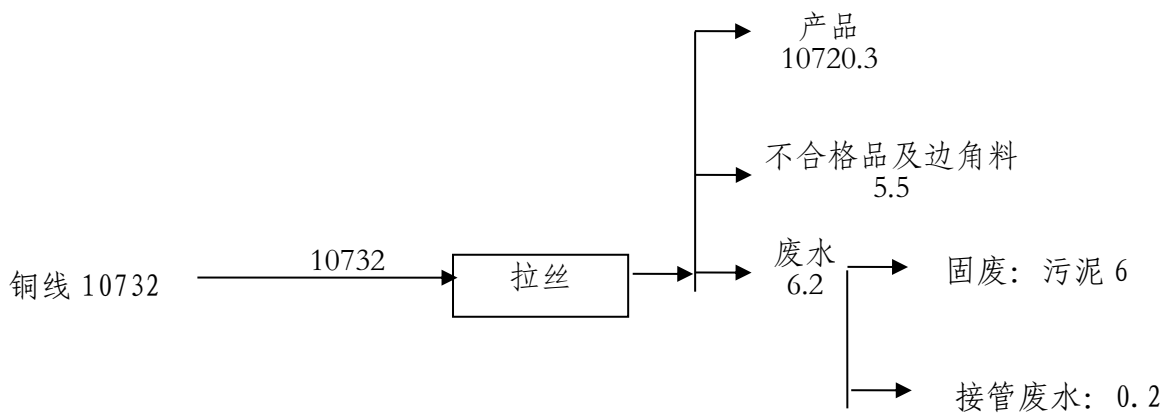 产品
10720.3
不合格品及边角料
5.5
铜线 10732
10732
拉丝
废水
6.2
固废：污泥 6
接管废水：0.2